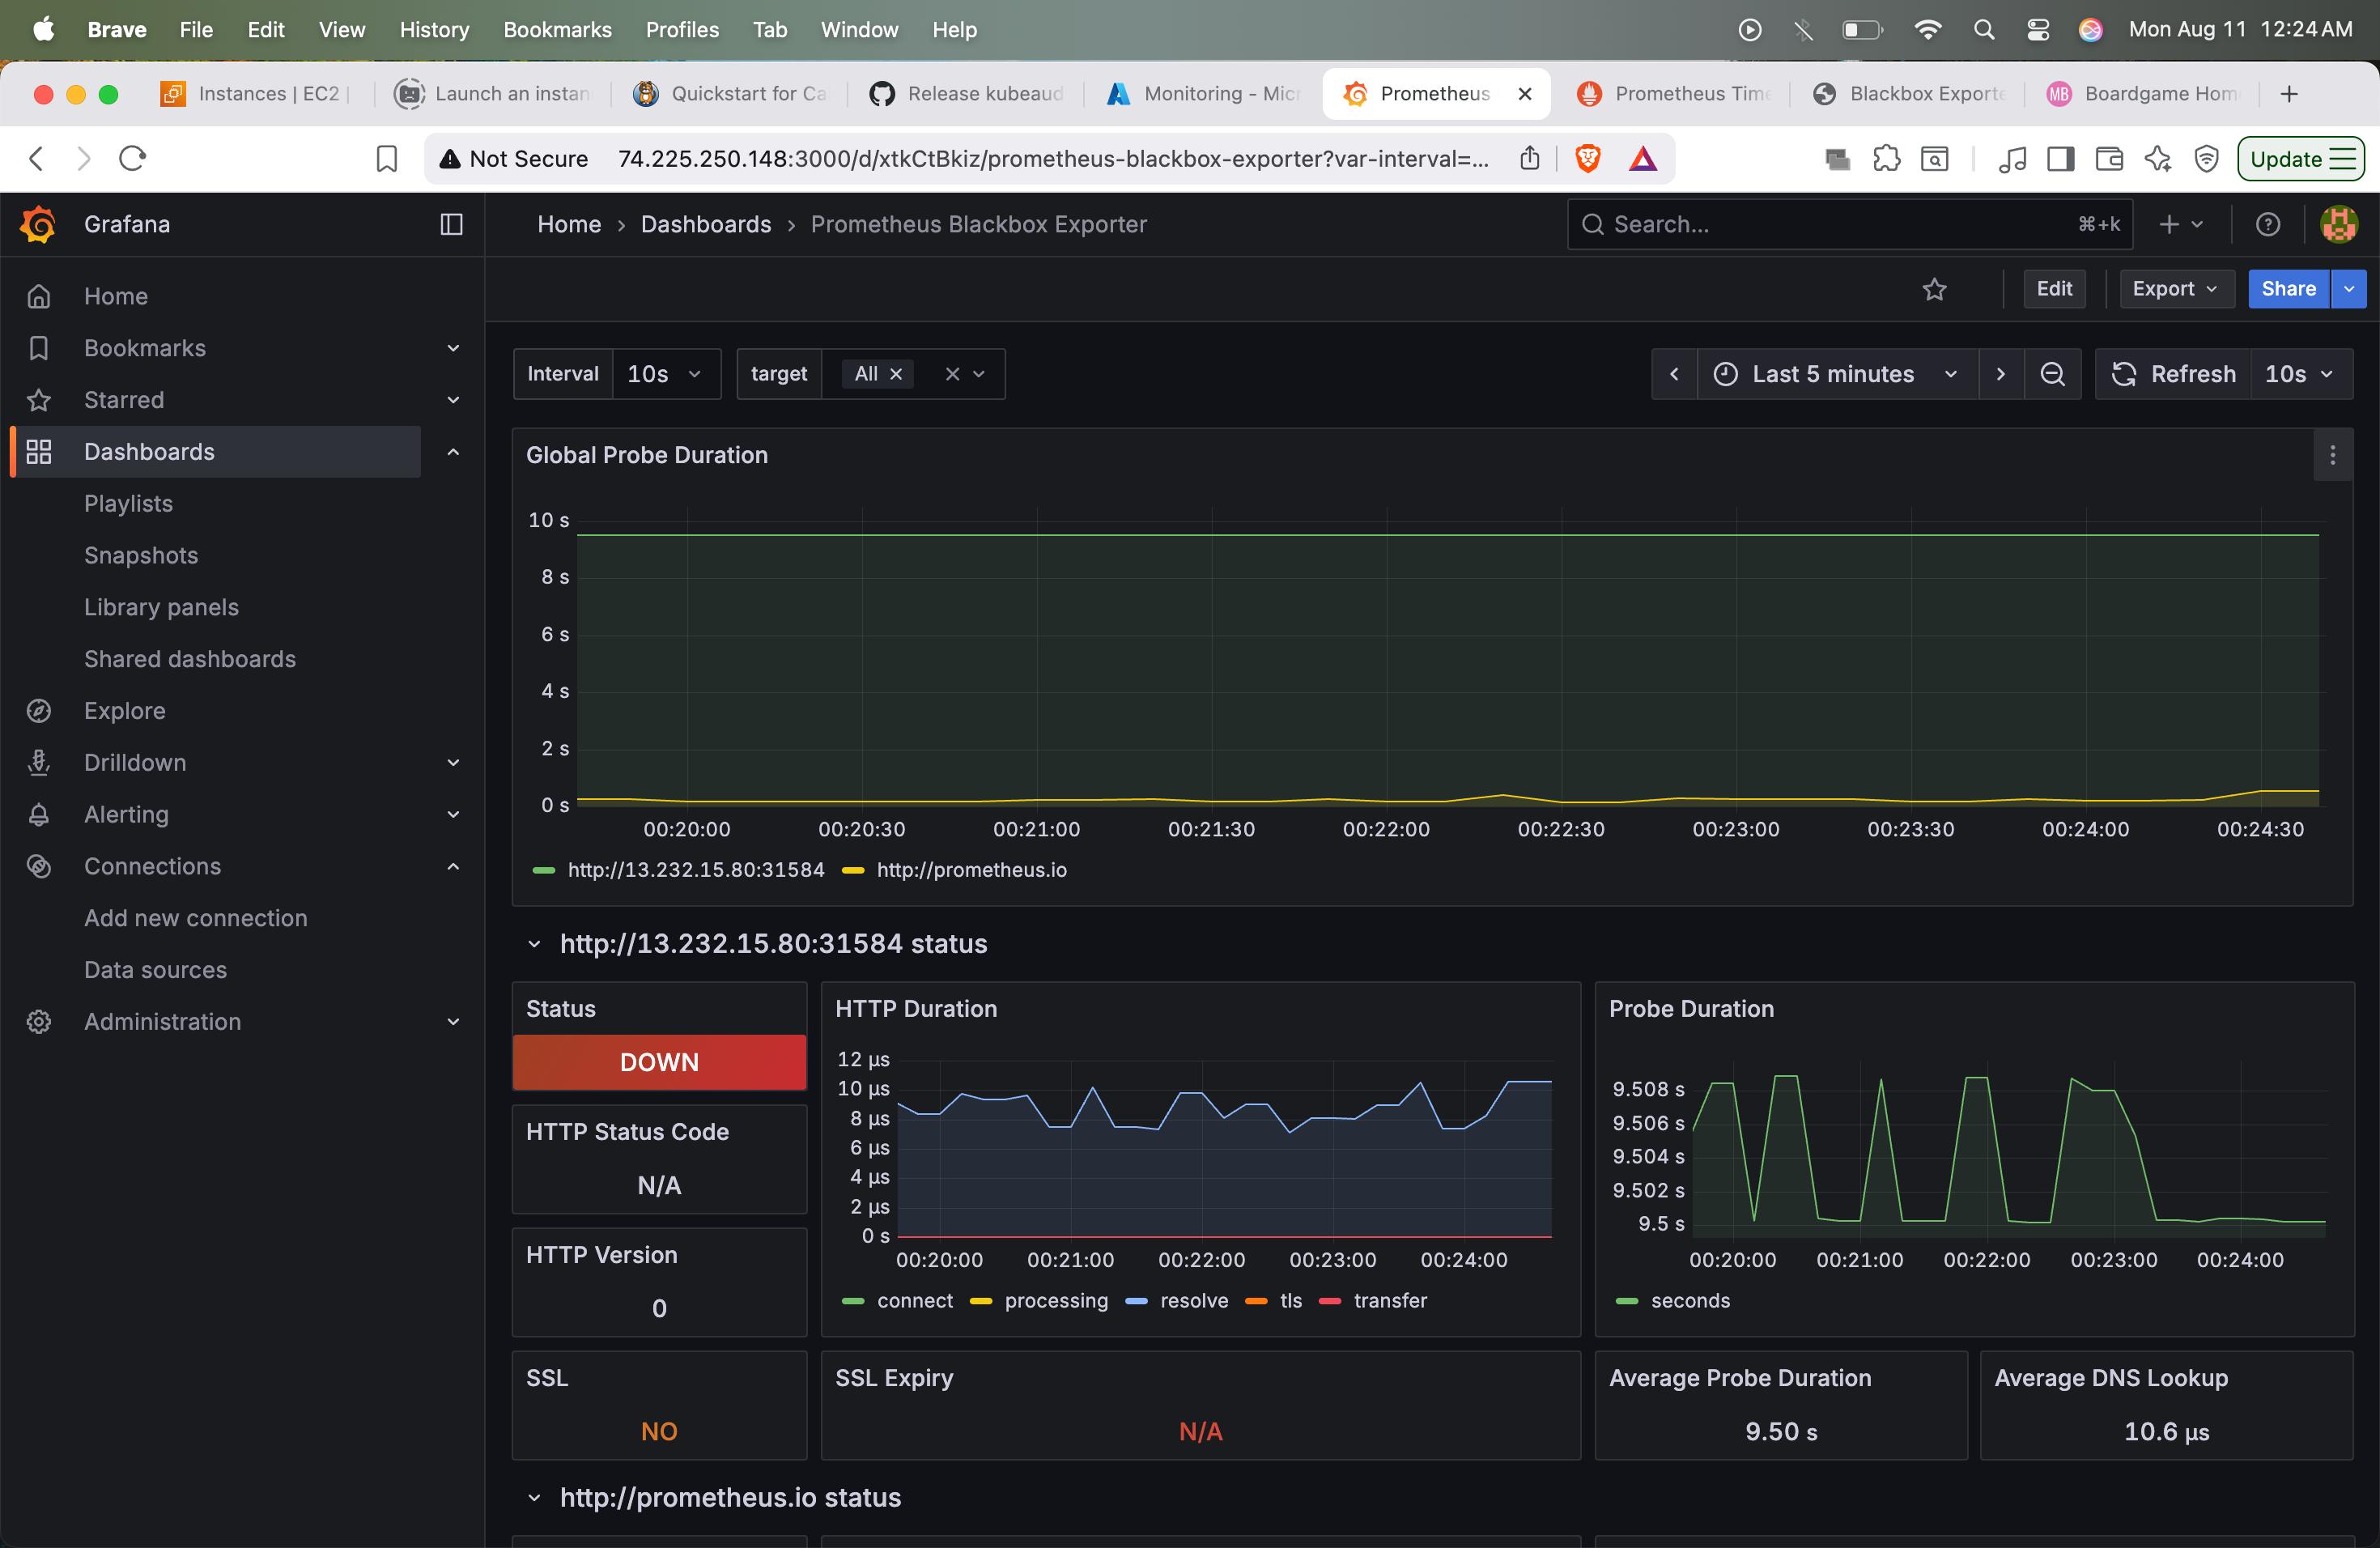 Brave File Edit View History Bookmarks Profiles Tab Window Help Mon Aug 11 12:24 AM
Instances | EC2 | Launch an instan Quickstart for Ca Release kubeaud Monitoring - Micr Prometheus Prometheus Time Blackbox Exporte MB Boardgame Hom
Not Secure 74.225.250.148:3000/d/xtkCtBkiz/prometheus-blackbox-exporter?var-interval=... Update
Grafana Home › Dashboards › Prometheus Blackbox Exporter Search... ⌘+k
Edit Export Share
Home
Bookmarks
Starred
Dashboards
Playlists
Snapshots
Library panels
Shared dashboards
Explore
Drilldown
Alerting
Connections
Add new connection
Data sources
Administration
Interval 10s target All Last 5 minutes Refresh 10s
Global Probe Duration
10 s
8 s
6 s
4 s
2 s
0 s
00:20:00 00:20:30 00:21:00 00:21:30 00:22:00 00:22:30 00:23:00 00:23:30 00:24:00 00:24:30
http://13.232.15.80:31584 http://prometheus.io
http://13.232.15.80:31584 status
Status
DOWN
HTTP Status Code
N/A
HTTP Version
0
SSL
NO
HTTP Duration
12 µs
10 µs
8 µs
6 µs
4 µs
2 µs
0 s
00:20:00 00:21:00 00:22:00 00:23:00 00:24:00
connect processing resolve tls transfer
SSL Expiry
N/A
Probe Duration
9.508 s
9.506 s
9.504 s
9.502 s
9.5 s
00:20:00 00:21:00 00:22:00 00:23:00 00:24:00
seconds
Average Probe Duration
9.50 s
Average DNS Lookup
10.6 µs
http://prometheus.io status